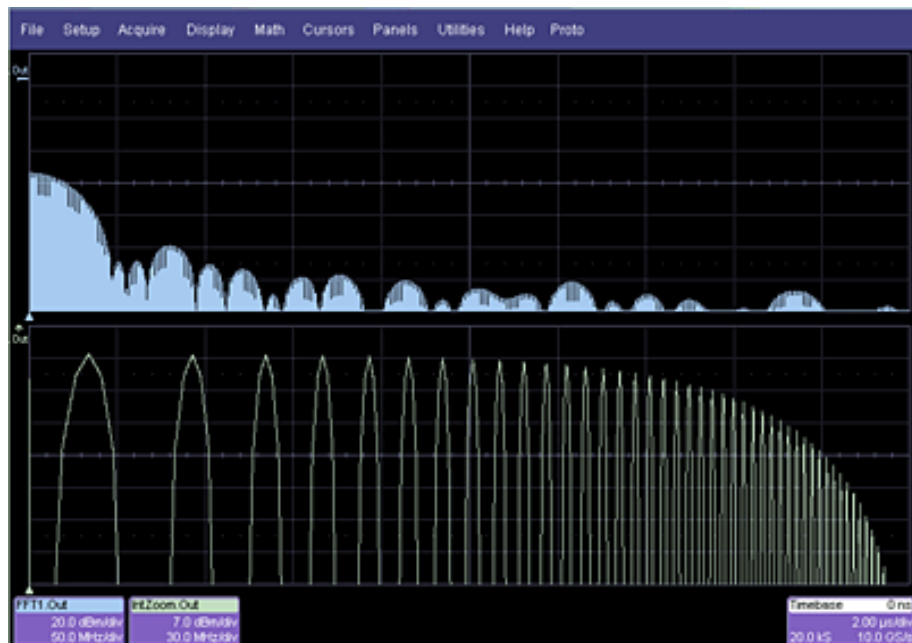 File Setup Acquire Display Math Cursors Panels Utilities Help Proto
Out
Out
FFT1.Out
20.0 dBm/div
50.0 MHz/div
IntZoom.Out
7.0 dBm/div
30.0 MHz/div
Timebase 0 ns
2.00 µs/div
20.0 kS 10.0 GS/